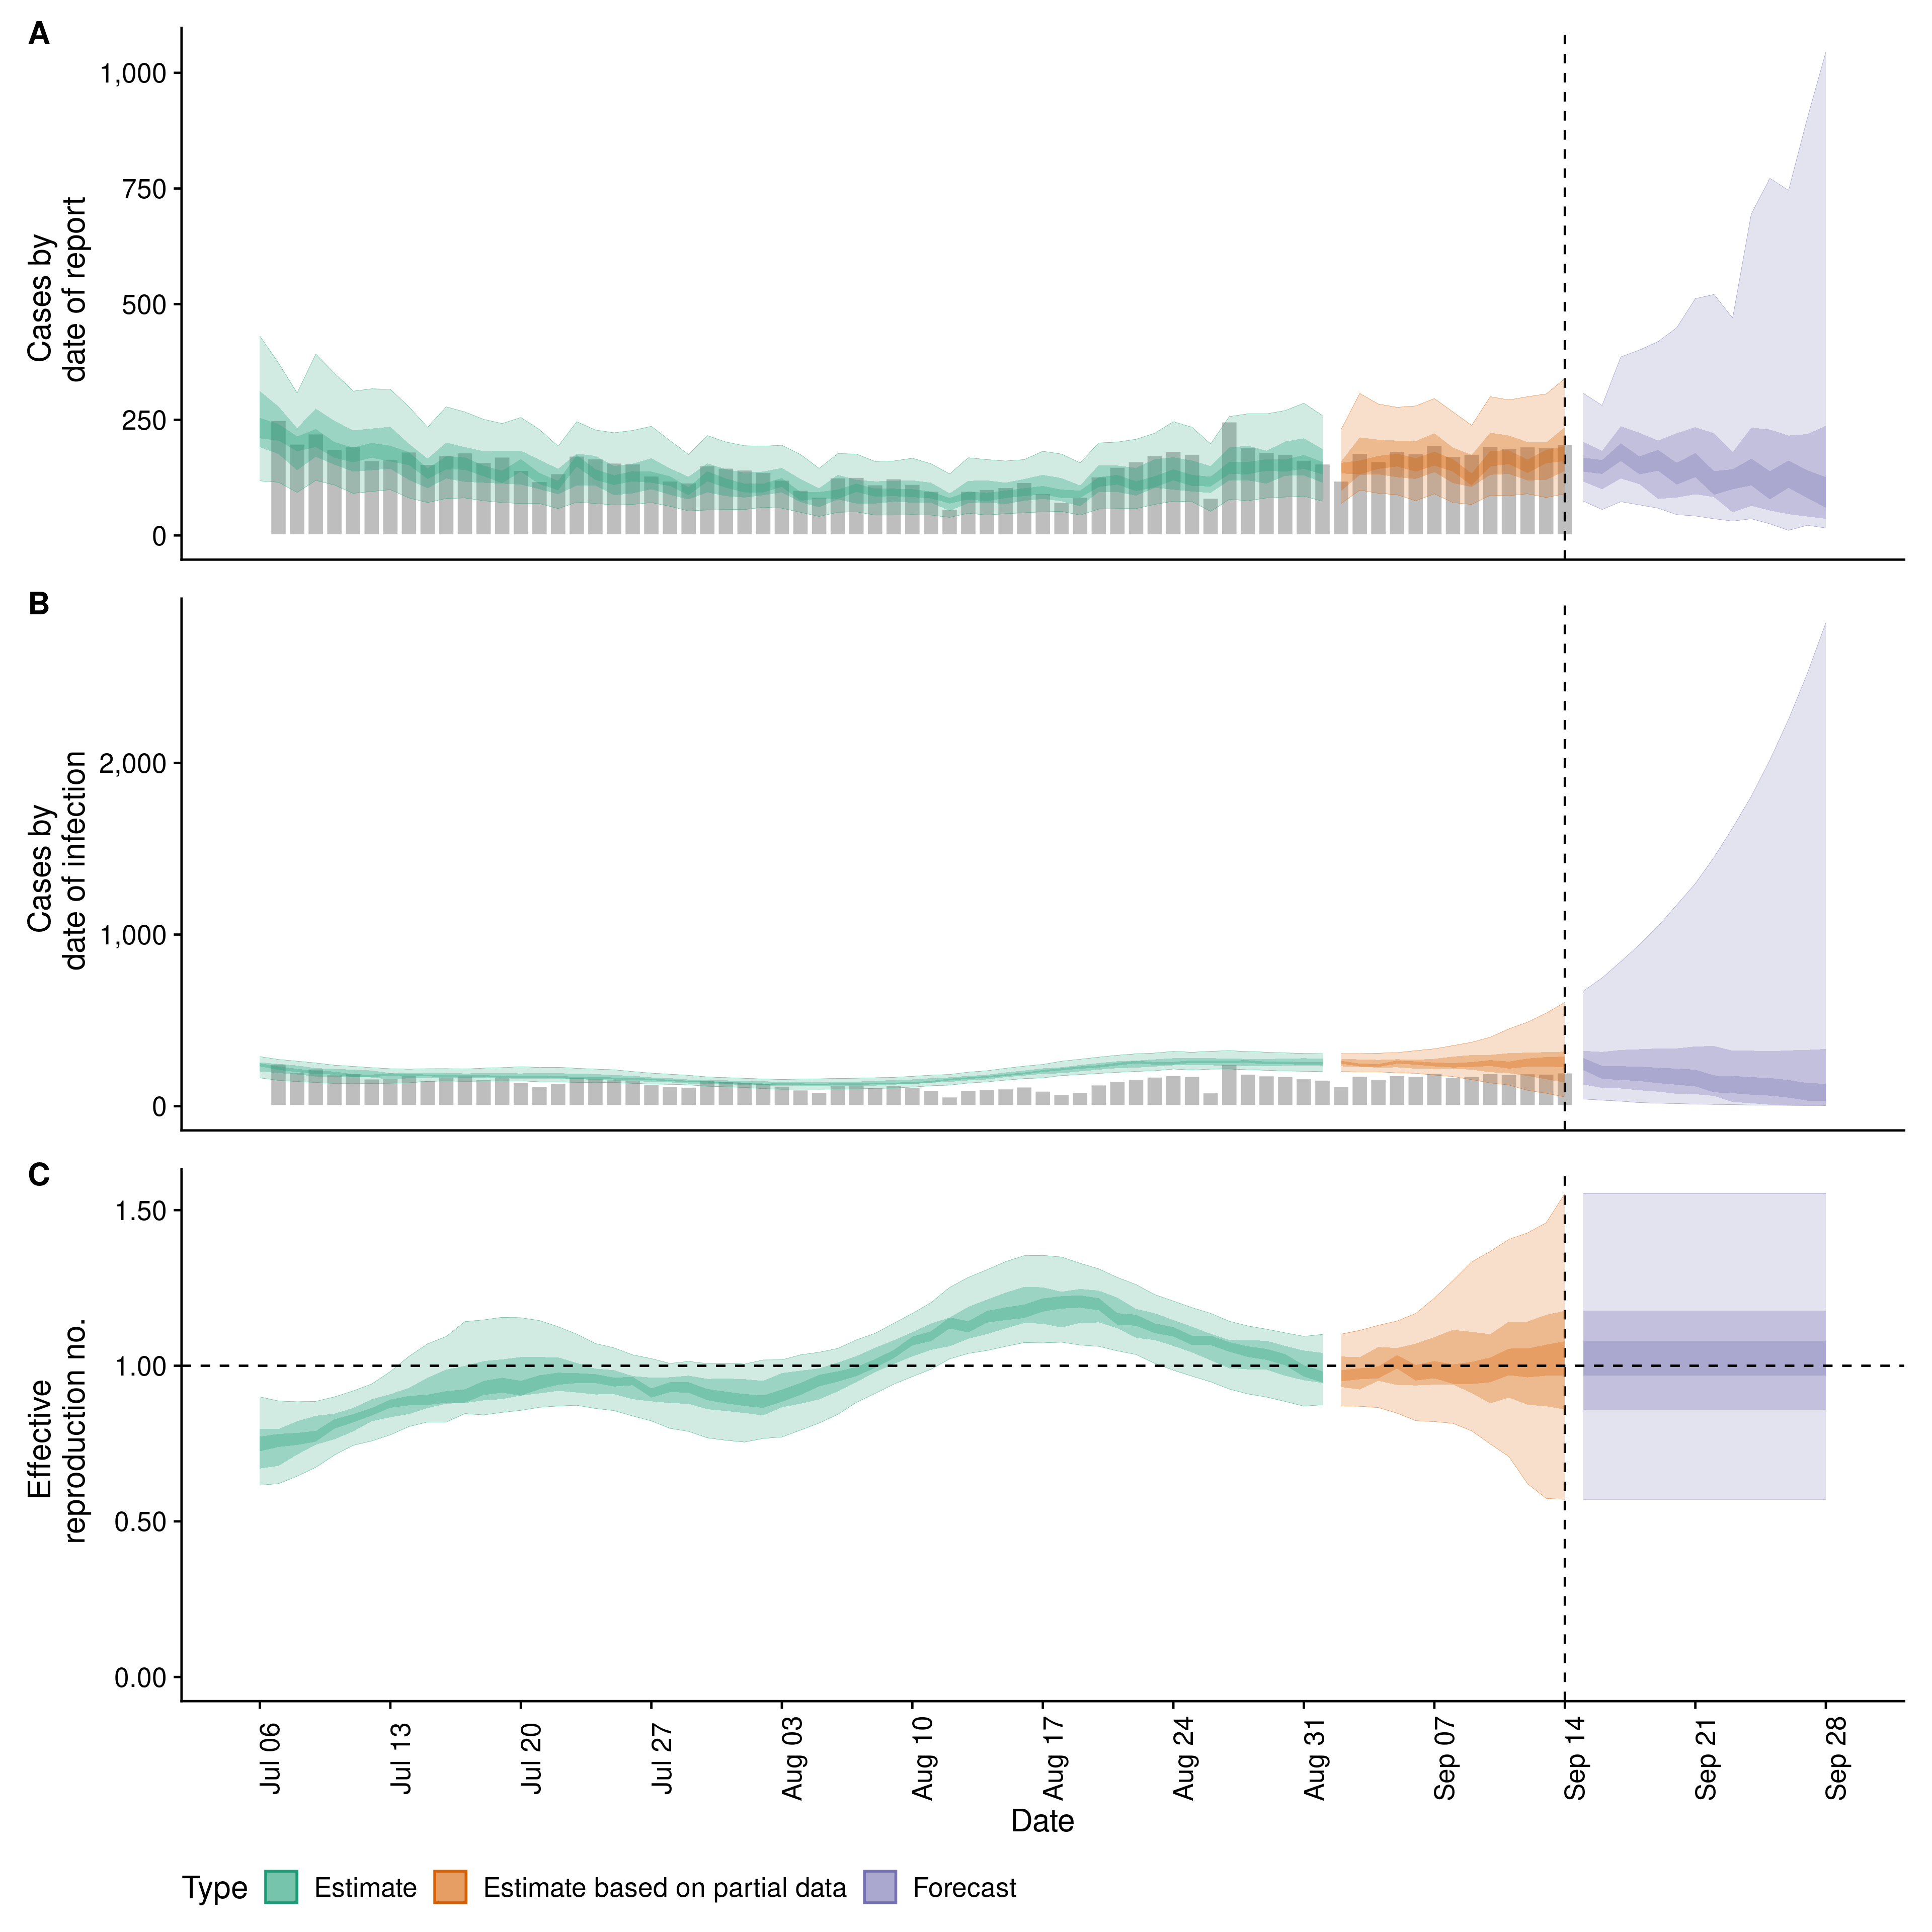 A
Cases by
date of report
1,000
750
500
250
0
B
Cases by
date of infection
2,000
1,000
0
C
Effective
reproduction no.
1.50
1.00
0.50
0.00
Jul 06
Jul 13
Jul 20
Jul 27
Aug 03
Aug 10
Aug 17
Aug 24
Aug 31
Sep 07
Sep 14
Sep 21
Sep 28
Date
Type Estimate Estimate based on partial data Forecast